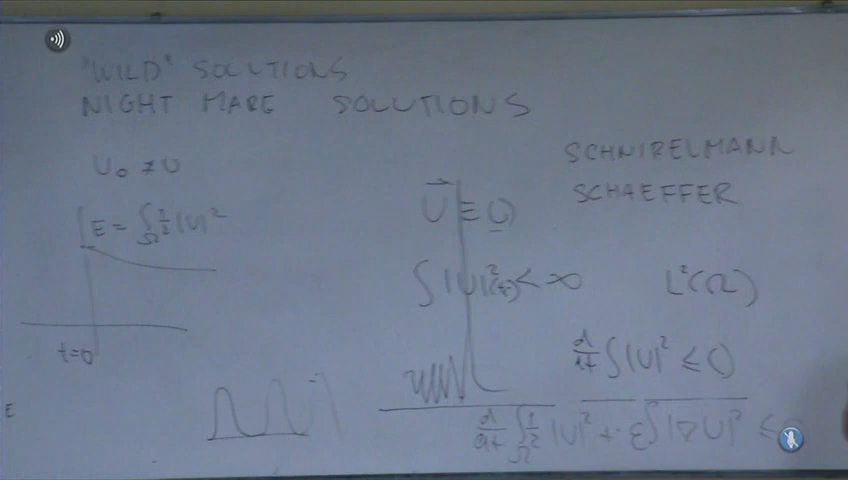 "WILD" SOLUTIONS
NIGHT MARE SOLUTIONS
SCHNIRELMANN
SCHAEFFER
U₀ ≠ 0
E = ∫_Ω ½ |U|²
U⃗ ≡ 0
∫ |U|²(t) < ∞ L²(Ω)
t=0
d/dt ∫ |U|² ≤ 0
d/dt ∫_Ω ½ |U|² + ε ∫ |∇U|² ≤
E